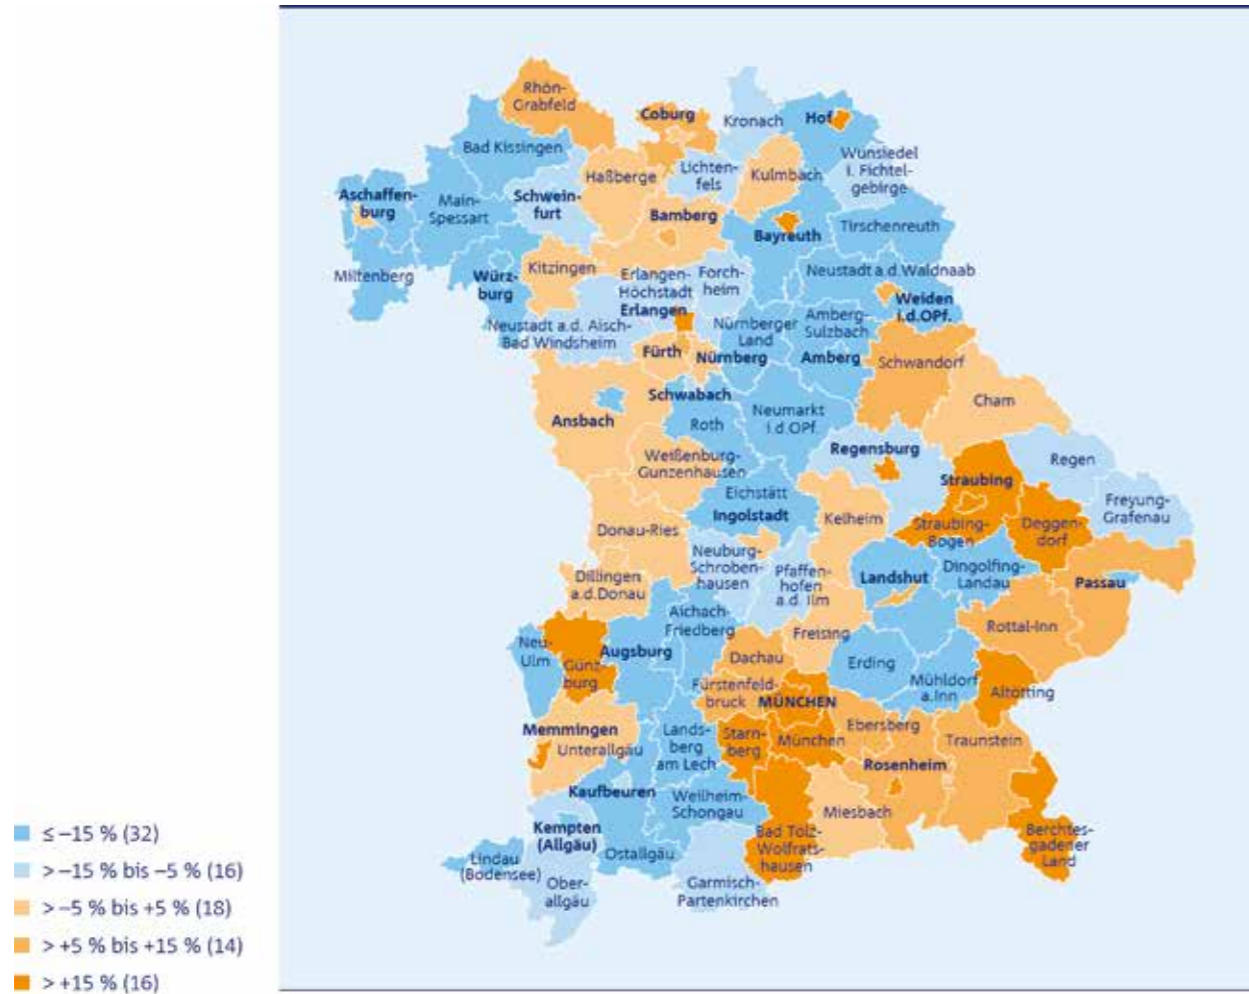 Rhön-
Grabfeld
Coburg
Kronach
Hof
Bad Kissingen
Wunsiedel
i. Fichtel-
gebirge
Haßberge
Lichten-
fels
Kulmbach
Aschaffen-
burg
Main-
Spessart
Schwein-
furt
Bamberg
Bayreuth
Tirschenreuth
Miltenberg
Würz-
burg
Kitzingen
Erlangen-
Höchstadt
Erlangen
Forch-
heim
Neustadt a.d.Waldnaab
Weiden
i.d.OPf.
Neustadt a.d. Aisch-
Bad Windsheim
Nürnberger
Land
Amberg-
Sulzbach
Fürth
Nürnberg
Amberg
Schwandorf
Schwabach
Ansbach
Roth
Neumarkt
i.d.OPf.
Cham
Weißenburg-
Gunzenhausen
Regensburg
Regen
Straubing
Eichstätt
Ingolstadt
Kelheim
Freyung-
Grafenau
Donau-Ries
Straubing-
Bogen
Deggen-
dorf
Neuburg-
Schroben-
hausen
Pfaffen-
hofen
a.d. Ilm
Landshut
Dingolfing-
Landau
Passau
Dillingen
a.d.Donau
Aichach-
Friedberg
Freising
Rottal-Inn
Neu-
Ulm
Günz-
burg
Augsburg
Dachau
Erding
Mühldorf
a.Inn
Altötting
Fürstenfeld-
bruck
MÜNCHEN
Memmingen
Unterallgäu
Lands-
berg
am Lech
Starn-
berg
München
Ebersberg
Traunstein
Rosenheim
Kaufbeuren
Weilheim-
Schongau
Miesbach
Kempten
(Allgäu)
Bad Tölz-
Wolfrats-
hausen
Berchtes-
gadener
Land
Lindau
(Bodensee)
Ostallgäu
Ober-
allgäu
Garmisch-
Partenkirchen
≤ –15 % (32)
> –15 % bis –5 % (16)
> –5 % bis +5 % (18)
> +5 % bis +15 % (14)
> +15 % (16)